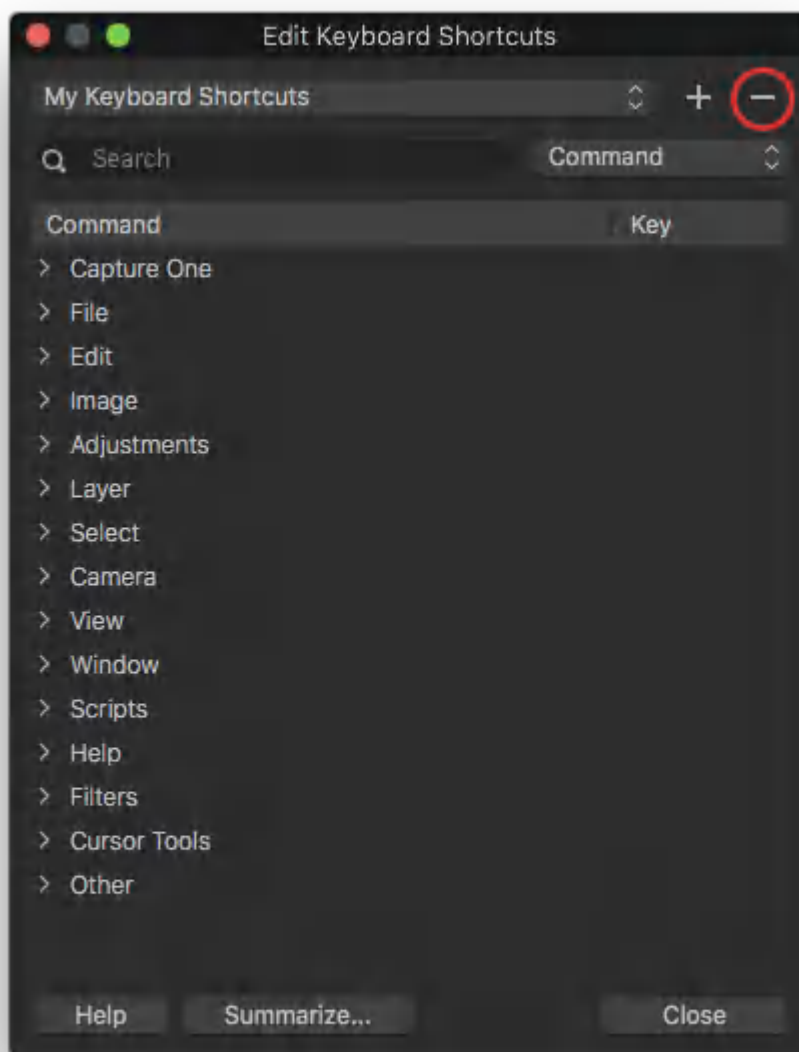 Edit Keyboard Shortcuts
My Keyboard Shortcuts
Search Command
Command Key
Capture One
File
Edit
Image
Adjustments
Layer
Select
Camera
View
Window
Scripts
Help
Filters
Cursor Tools
Other
Help Summarize... Close